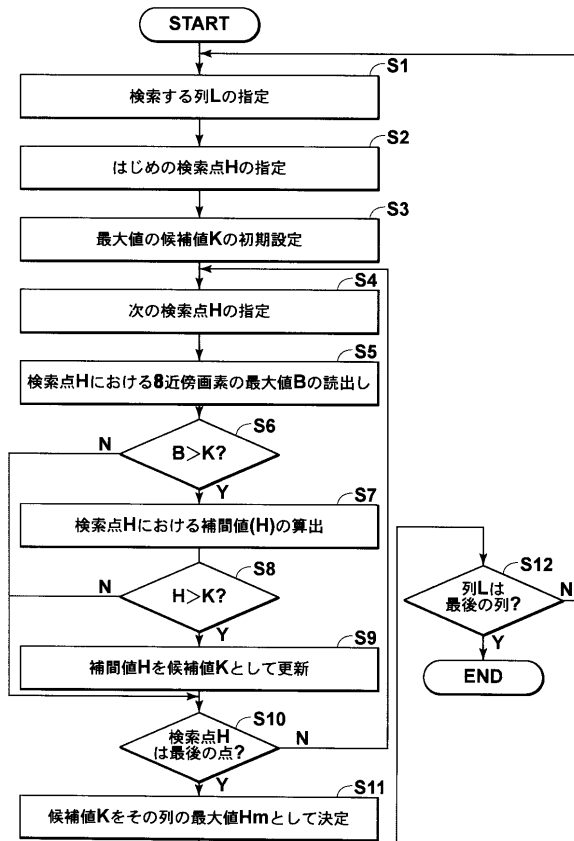 START
S1
検索する列Lの指定
S2
はじめの検索点Hの指定
S3
最大値の候補値Kの初期設定
S4
次の検索点Hの指定
S5
検索点Hにおける8近傍画素の最大値Bの読出し
S6
N
B＞K?
Y
S7
検索点Hにおける補間値(H)の算出
S8
N
H＞K?
Y
S9
補間値Hを候補値Kとして更新
S10
検索点H
は最後の点?
N
Y
S11
候補値Kをその列の最大値Hmとして決定
S12
列Lは
最後の列?
N
Y
END